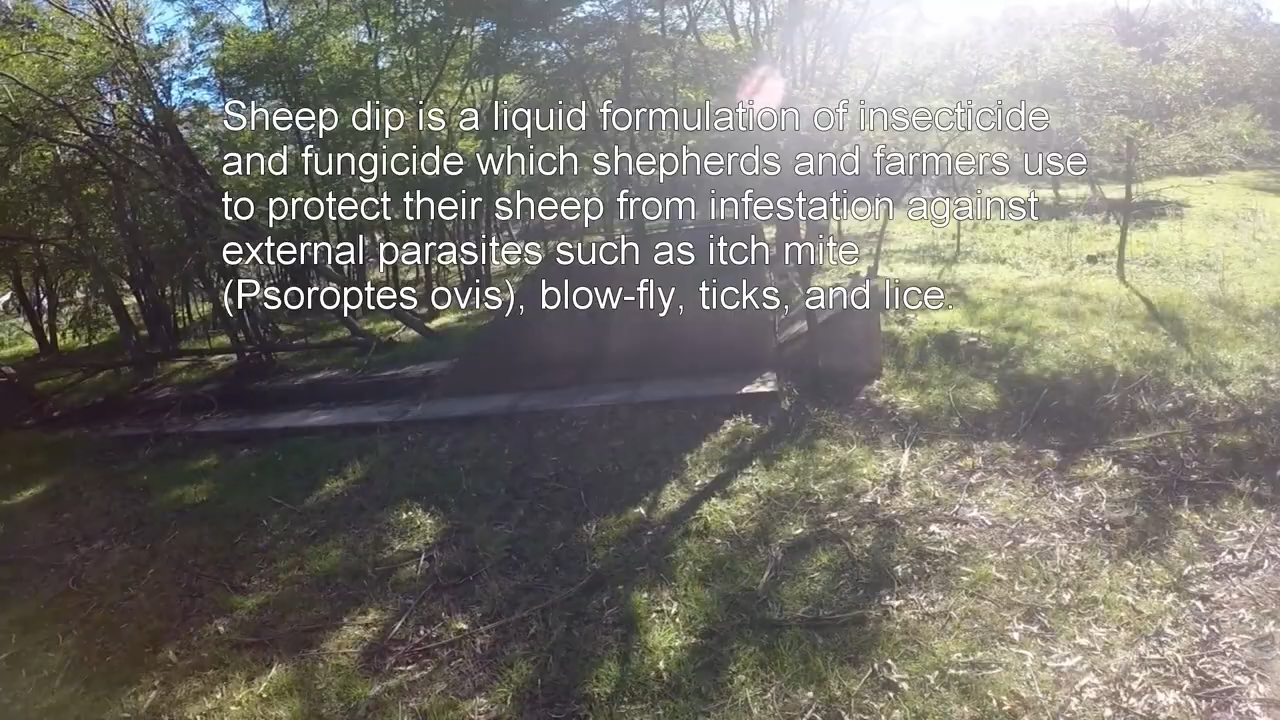 Sheep dip is a liquid formulation of insecticide
and fungicide which shepherds and farmers use
to protect their sheep from infestation against
external parasites such as itch mite
(Psoroptes ovis), blow-fly, ticks, and lice.